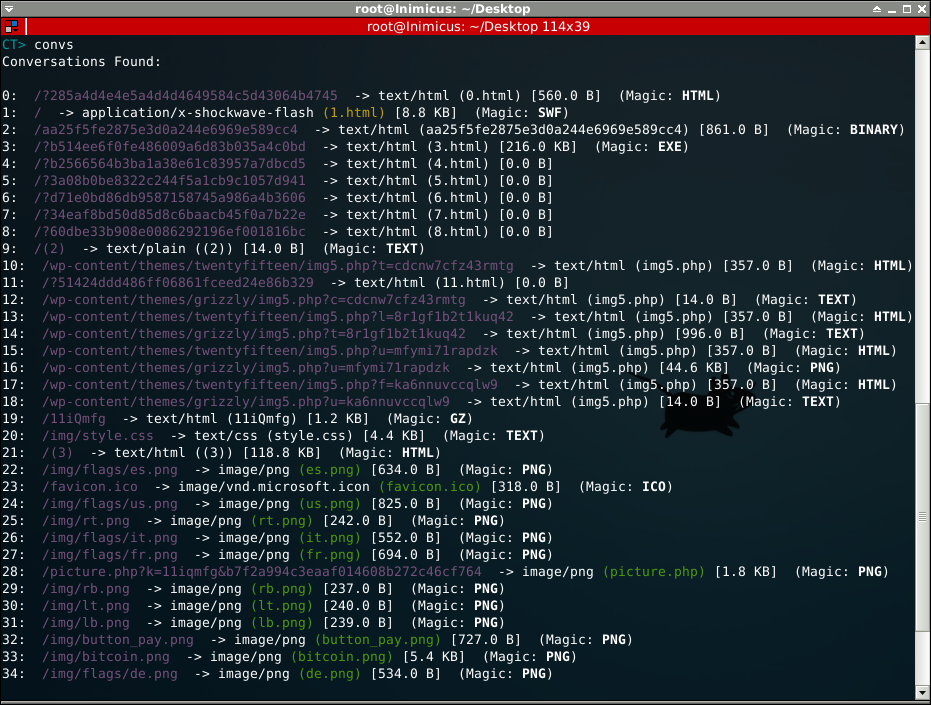 root@Inimicus: ~/Desktop
root@Inimicus: ~/Desktop 114x39
CT> convs
Conversations Found:
0: /?285a4d4e4e5a4d4d4649584c5d43064b4745 -> text/html (0.html) [560.0 B] (Magic: HTML)
1: / -> application/x-shockwave-flash (1.html) [8.8 KB] (Magic: SWF)
2: /aa25f5fe2875e3d0a244e6969e589cc4 -> text/html (aa25f5fe2875e3d0a244e6969e589cc4) [861.0 B] (Magic: BINARY)
3: /?b514ee6f0fe486009a6d83b035a4c0bd -> text/html (3.html) [216.0 KB] (Magic: EXE)
4: /?b2566564b3ba1a38e61c83957a7dbcd5 -> text/html (4.html) [0.0 B]
5: /?3a08b0be8322c244f5a1cb9c1057d941 -> text/html (5.html) [0.0 B]
6: /?d71e0bd86db9587158745a986a4b3606 -> text/html (6.html) [0.0 B]
7: /?34eaf8bd50d85d8c6baacb45f0a7b22e -> text/html (7.html) [0.0 B]
8: /?60dbe33b908e0086292196ef001816bc -> text/html (8.html) [0.0 B]
9: /(2) -> text/plain ((2)) [14.0 B] (Magic: TEXT)
10: /wp-content/themes/twentyfifteen/img5.php?t=cdcnw7cfz43rmtg -> text/html (img5.php) [357.0 B] (Magic: HTML)
11: /?51424ddd486ff06861fceed24e86b329 -> text/html (11.html) [0.0 B]
12: /wp-content/themes/grizzly/img5.php?c=cdcnw7cfz43rmtg -> text/html (img5.php) [14.0 B] (Magic: TEXT)
13: /wp-content/themes/twentyfifteen/img5.php?l=8r1gf1b2t1kuq42 -> text/html (img5.php) [357.0 B] (Magic: HTML)
14: /wp-content/themes/grizzly/img5.php?t=8r1gf1b2t1kuq42 -> text/html (img5.php) [996.0 B] (Magic: TEXT)
15: /wp-content/themes/twentyfifteen/img5.php?u=mfymi71rapdzk -> text/html (img5.php) [357.0 B] (Magic: HTML)
16: /wp-content/themes/grizzly/img5.php?u=mfymi71rapdzk -> text/html (img5.php) [44.6 KB] (Magic: PNG)
17: /wp-content/themes/twentyfifteen/img5.php?f=ka6nnuvccqlw9 -> text/html (img5.php) [357.0 B] (Magic: HTML)
18: /wp-content/themes/grizzly/img5.php?u=ka6nnuvccqlw9 -> text/html (img5.php) [14.0 B] (Magic: TEXT)
19: /11iQmfg -> text/html (11iQmfg) [1.2 KB] (Magic: GZ)
20: /img/style.css -> text/css (style.css) [4.4 KB] (Magic: TEXT)
21: /(3) -> text/html ((3)) [118.8 KB] (Magic: HTML)
22: /img/flags/es.png -> image/png (es.png) [634.0 B] (Magic: PNG)
23: /favicon.ico -> image/vnd.microsoft.icon (favicon.ico) [318.0 B] (Magic: ICO)
24: /img/flags/us.png -> image/png (us.png) [825.0 B] (Magic: PNG)
25: /img/rt.png -> image/png (rt.png) [242.0 B] (Magic: PNG)
26: /img/flags/it.png -> image/png (it.png) [552.0 B] (Magic: PNG)
27: /img/flags/fr.png -> image/png (fr.png) [694.0 B] (Magic: PNG)
28: /picture.php?k=11iqmfg&b7f2a994c3eaaf014608b272c46cf764 -> image/png (picture.php) [1.8 KB] (Magic: PNG)
29: /img/rb.png -> image/png (rb.png) [237.0 B] (Magic: PNG)
30: /img/lt.png -> image/png (lt.png) [240.0 B] (Magic: PNG)
31: /img/lb.png -> image/png (lb.png) [239.0 B] (Magic: PNG)
32: /img/button_pay.png -> image/png (button_pay.png) [727.0 B] (Magic: PNG)
33: /img/bitcoin.png -> image/png (bitcoin.png) [5.4 KB] (Magic: PNG)
34: /img/flags/de.png -> image/png (de.png) [534.0 B] (Magic: PNG)